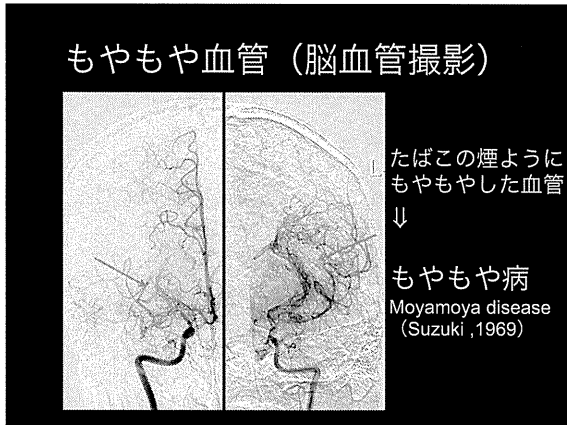 もやもや血管（脳血管撮影）
L
たばこの煙ように
もやもやした血管
⇓
もやもや病
Moyamoya disease
（Suzuki ,1969）